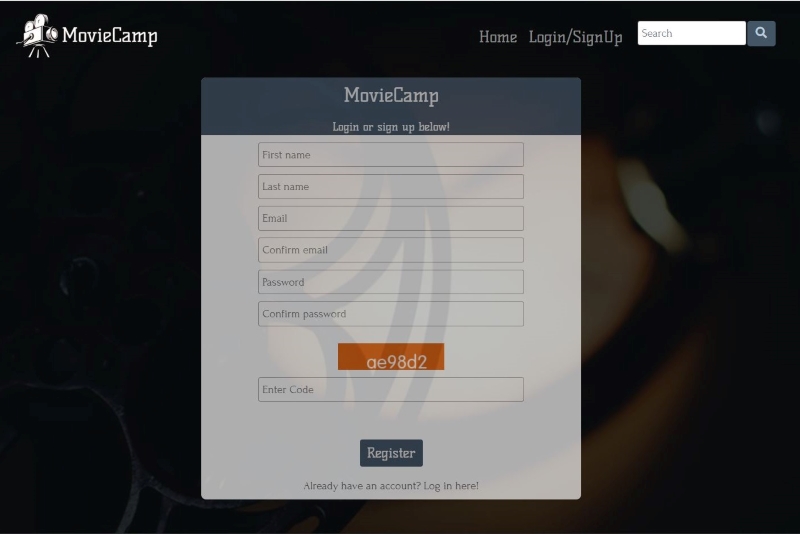 MovieCamp
Home
Login/SignUp
Search
MovieCamp
Login or sign up below!
First name
Last name
Email
Confirm email
Password
Confirm password
ae98d2
Enter Code
Register
Already have an account? Log in here!